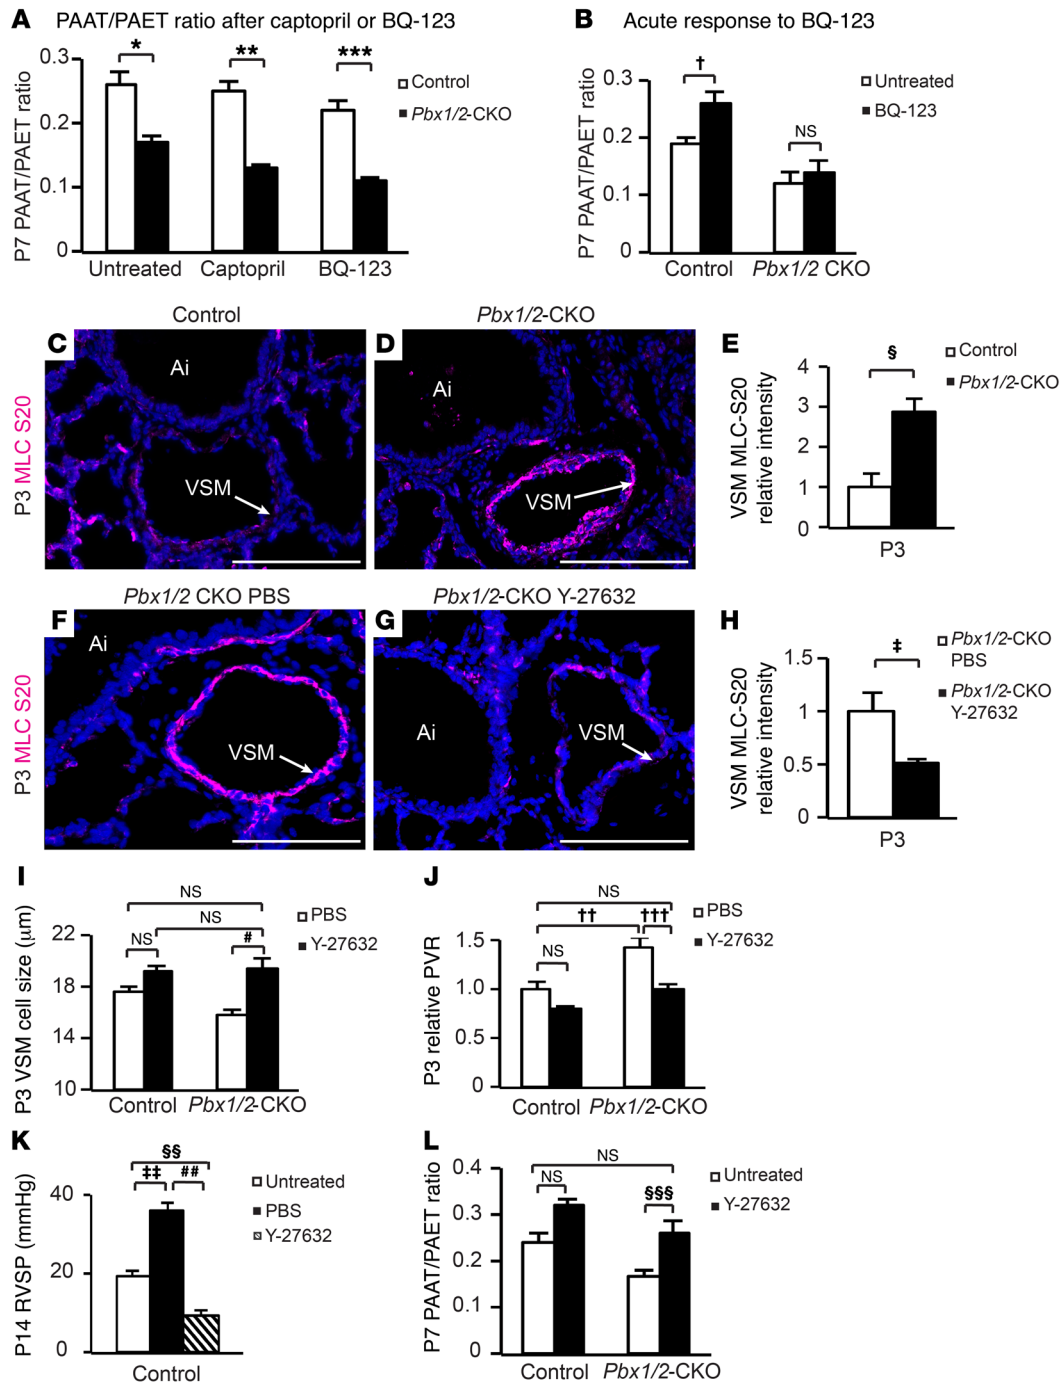 A PAAT/PAET ratio after captopril or BQ-123
P7 PAAT/PAET ratio
0.3
0.2
0.1
0
*
**
***
Control
Pbx1/2-CKO
Untreated
Captopril
BQ-123
B Acute response to BQ-123
P7 PAAT/PAET ratio
0.3
0.2
0.1
0
†
NS
Untreated
BQ-123
Control
Pbx1/2 CKO
Control
Pbx1/2-CKO
P3 MLC S20
C
Ai
VSM
D
Ai
VSM
E
VSM MLC-S20
relative intensity
4
3
2
1
0
§
Control
Pbx1/2-CKO
P3
Pbx1/2 CKO PBS
Pbx1/2-CKO Y-27632
P3 MLC S20
F
Ai
VSM
G
Ai
VSM
H
VSM MLC-S20
relative intensity
1.5
1
0.5
0
‡
Pbx1/2-CKO
PBS
Pbx1/2-CKO
Y-27632
P3
I
P3 VSM cell size (μm)
22
18
14
10
NS
NS
NS
#
PBS
Y-27632
Control
Pbx1/2-CKO
J
P3 relative PVR
1.5
1.0
0.5
0
NS
††
†††
NS
PBS
Y-27632
Control
Pbx1/2-CKO
K
P14 RVSP (mmHg)
40
20
0
§§
‡‡
##
Untreated
PBS
Y-27632
Control
L
P7 PAAT/PAET ratio
0.4
0.3
0.2
0.1
0
NS
NS
§§§
Untreated
Y-27632
Control
Pbx1/2-CKO